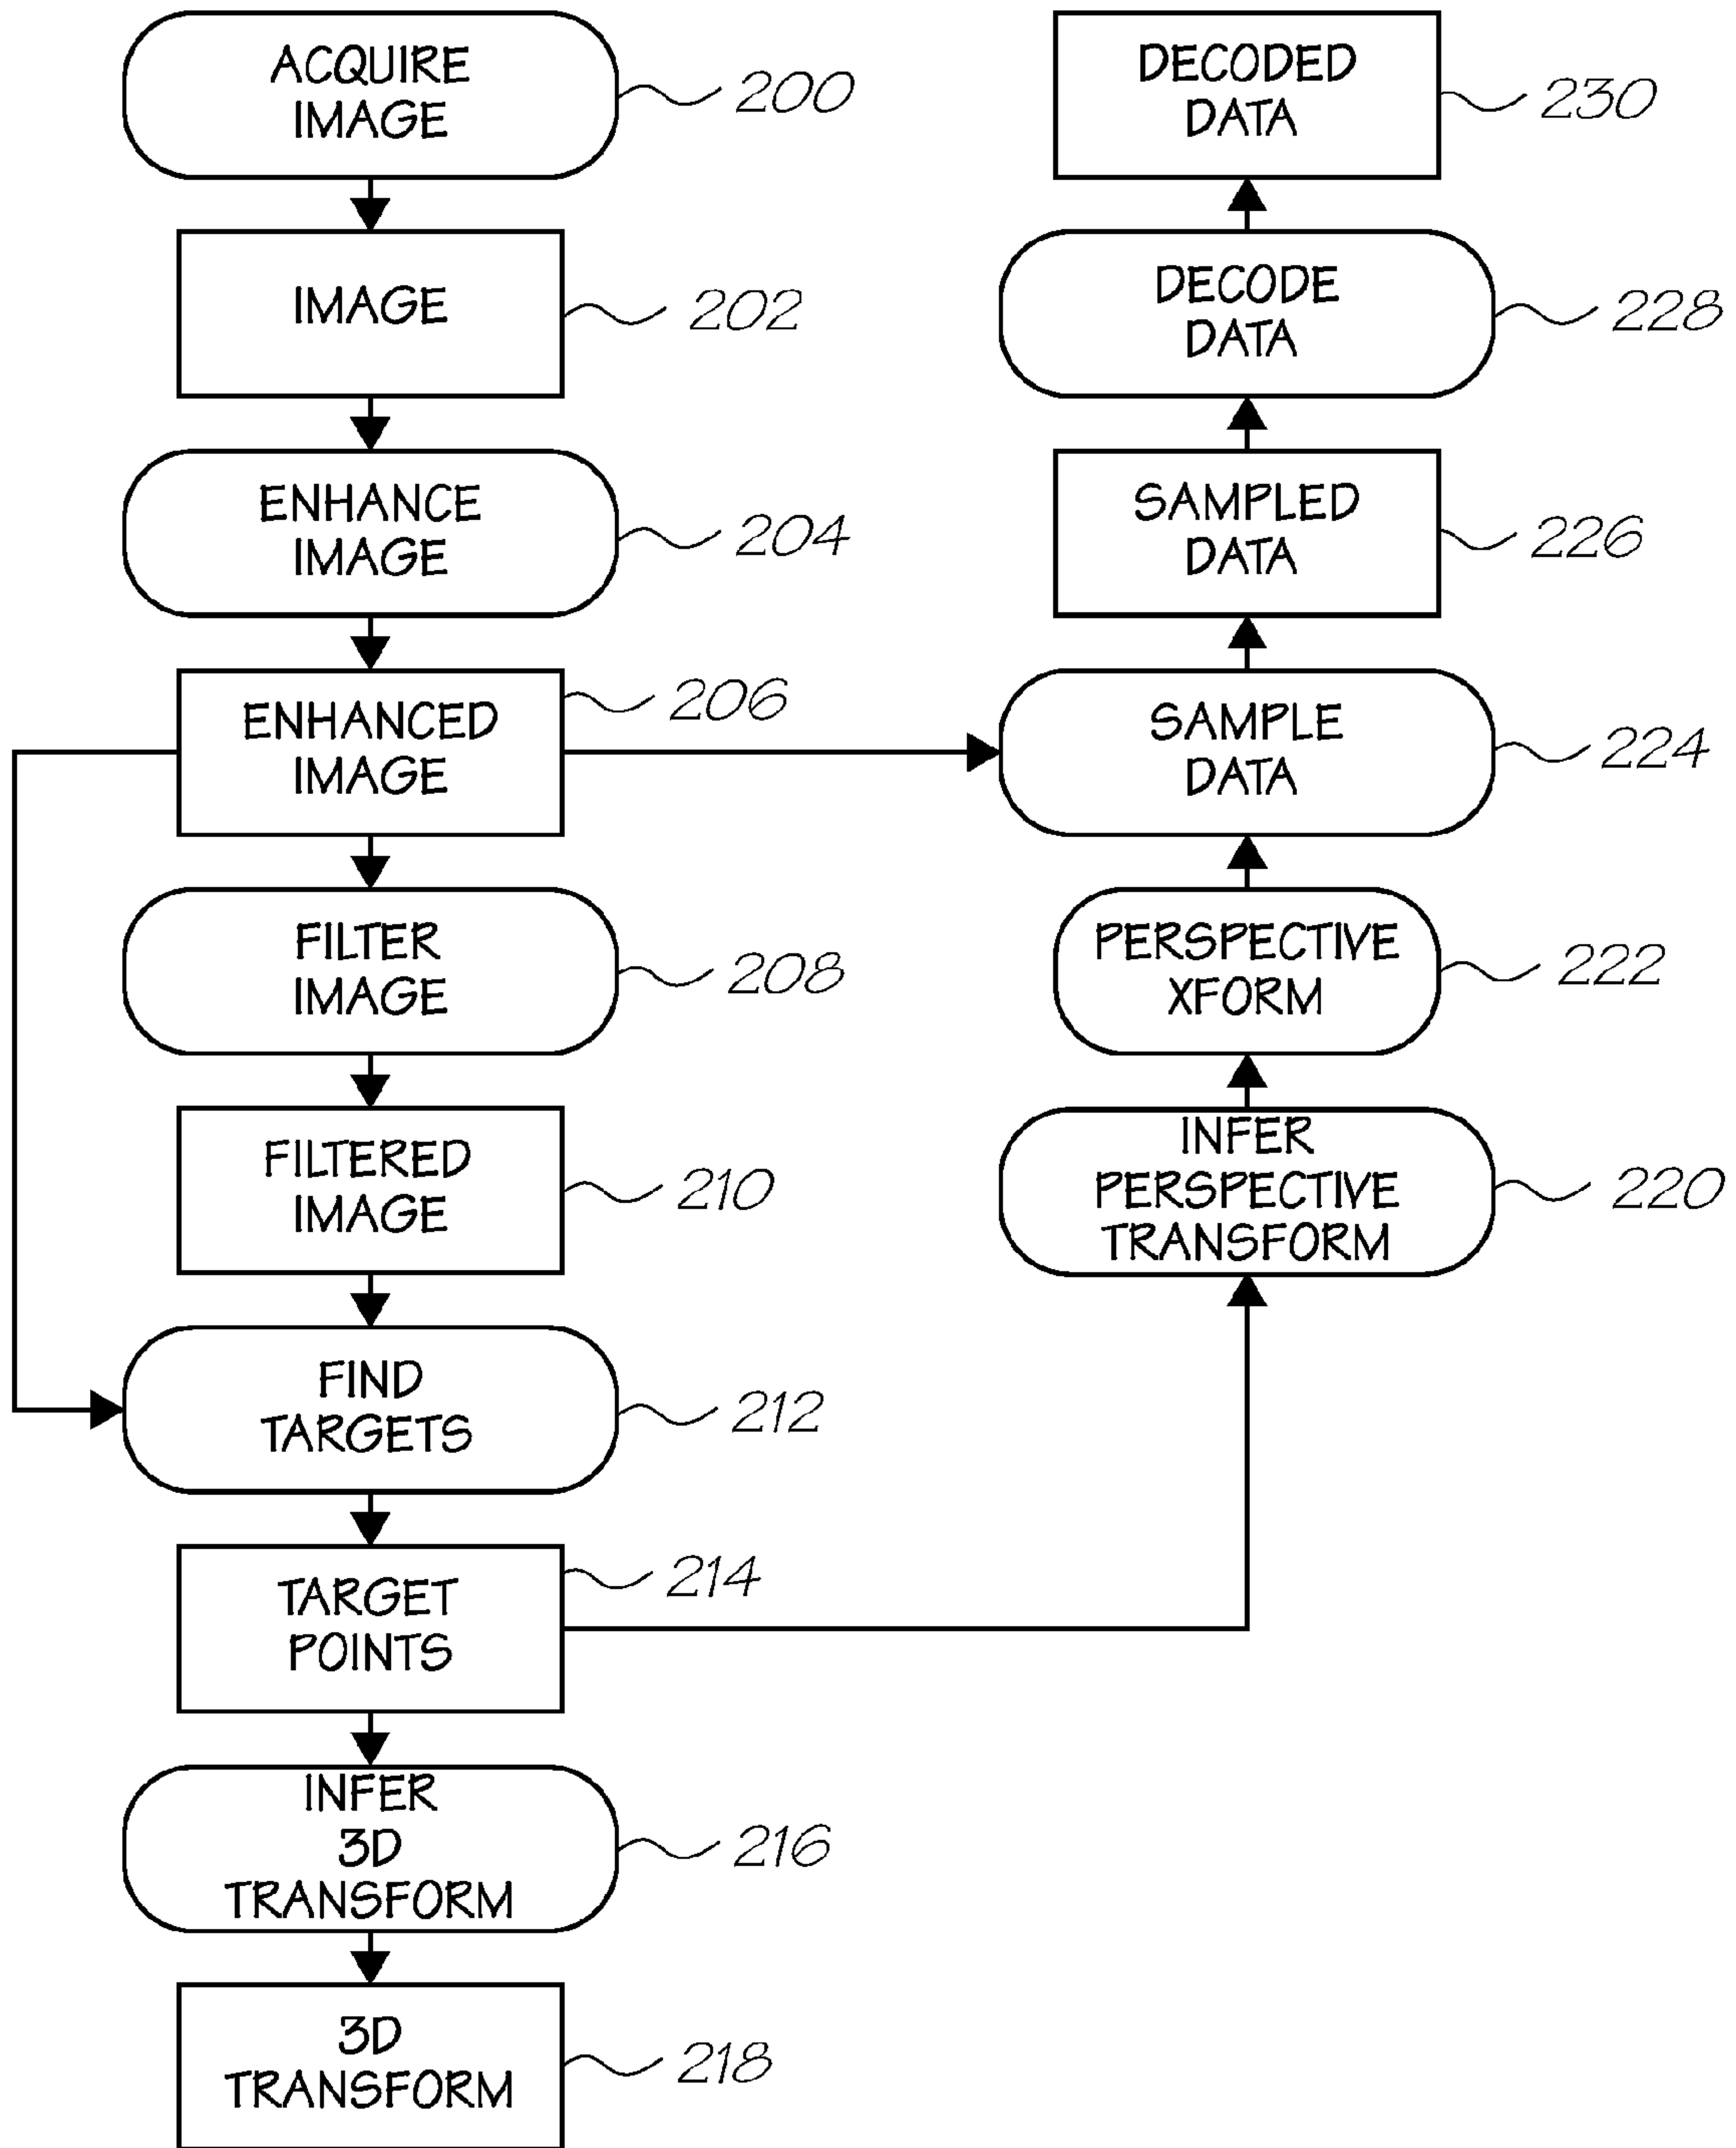 ACQUIRE
IMAGE
200
IMAGE
202
ENHANCE
IMAGE
204
ENHANCED
IMAGE
206
FILTER
IMAGE
208
FILTERED
IMAGE
210
FIND
TARGETS
212
TARGET
POINTS
214
INFER
3D
TRANSFORM
216
3D
TRANSFORM
218
DECODED
DATA
230
DECODE
DATA
228
SAMPLED
DATA
226
SAMPLE
DATA
224
PERSPECTIVE
XFORM
222
INFER
PERSPECTIVE
TRANSFORM
220